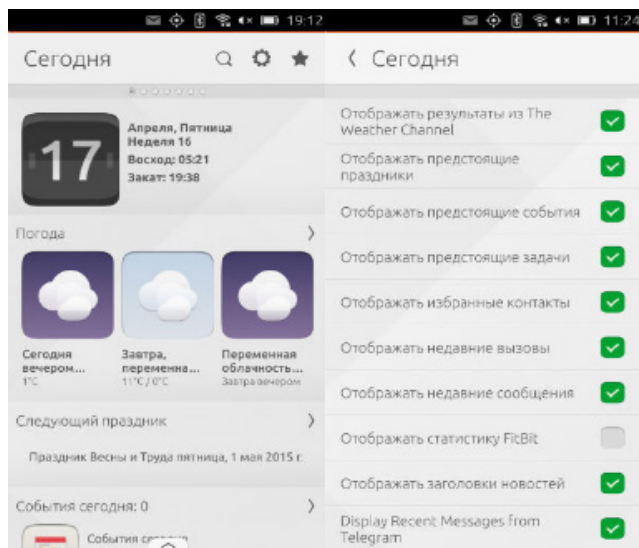 19:12
Сегодня
17
Апреля, Пятница
Неделя 16
Восход: 05:21
Закат: 19:38
Погода
Сегодня
вечером...
1°C
Завтра,
переменна...
11°C / 0°C
Переменная
облачность...
Завтра вечером
Следующий праздник
Праздник Весны и Труда пятница, 1 мая 2015 г.
События сегодня: 0
События сегодня
11:24
Сегодня
Отображать результаты из The
Weather Channel
Отображать предстоящие
праздники
Отображать предстоящие события
Отображать предстоящие задачи
Отображать избранные контакты
Отображать недавние вызовы
Отображать недавние сообщения
Отображать статистику FitBit
Отображать заголовки новостей
Display Recent Messages from
Telegram